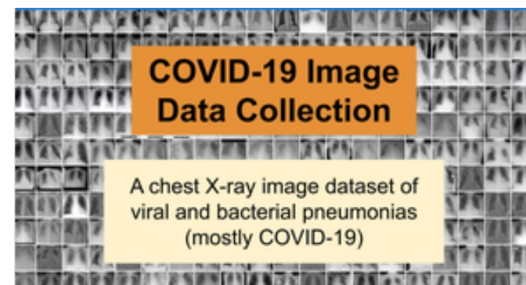 COVID-19 Image
Data Collection
A chest X-ray image dataset of
viral and bacterial pneumonias
(mostly COVID-19)